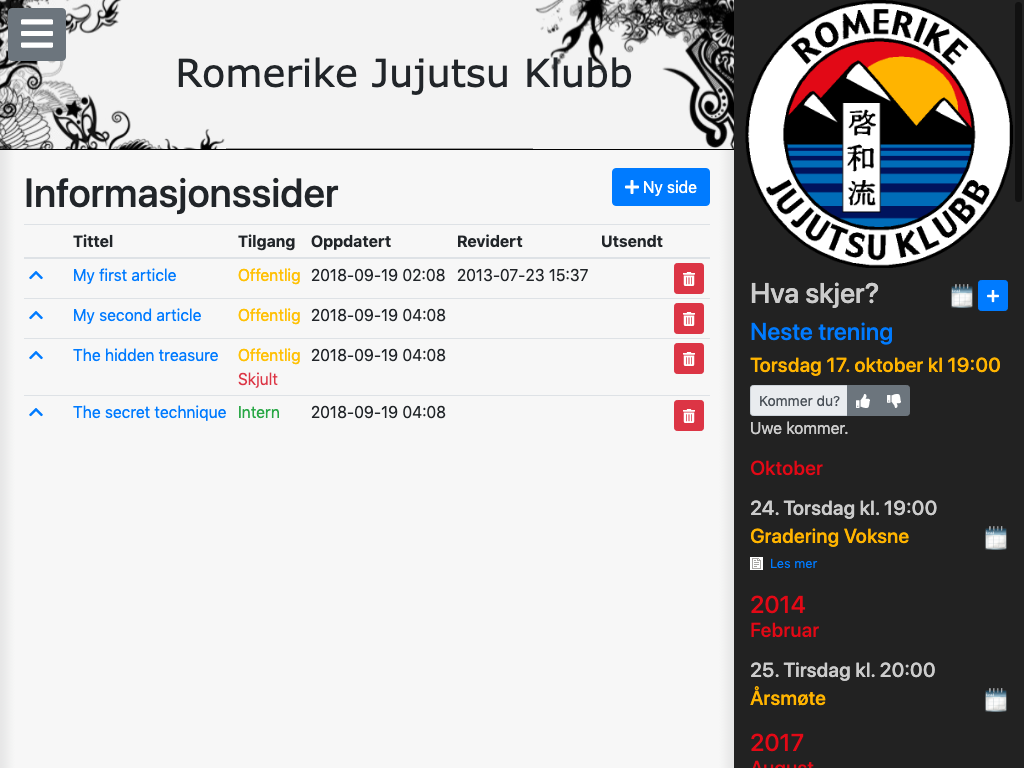 Romerike Jujutsu Klubb
Informasjonssider
Ny side
Tittel Tilgang Oppdatert Revidert Utsendt
My first article Offentlig 2018-09-19 02:08 2013-07-23 15:37
My second article Offentlig 2018-09-19 04:08
The hidden treasure Offentlig 2018-09-19 04:08
Skjult
The secret technique Intern 2018-09-19 04:08
ROMERIKE
啓和流
JUJUTSU KLUBB
Hva skjer?
Neste trening
Torsdag 17. oktober kl 19:00
Kommer du?
Uwe kommer.
Oktober
24. Torsdag kl. 19:00
Gradering Voksne
Les mer
2014
Februar
25. Tirsdag kl. 20:00
Årsmøte
2017
August